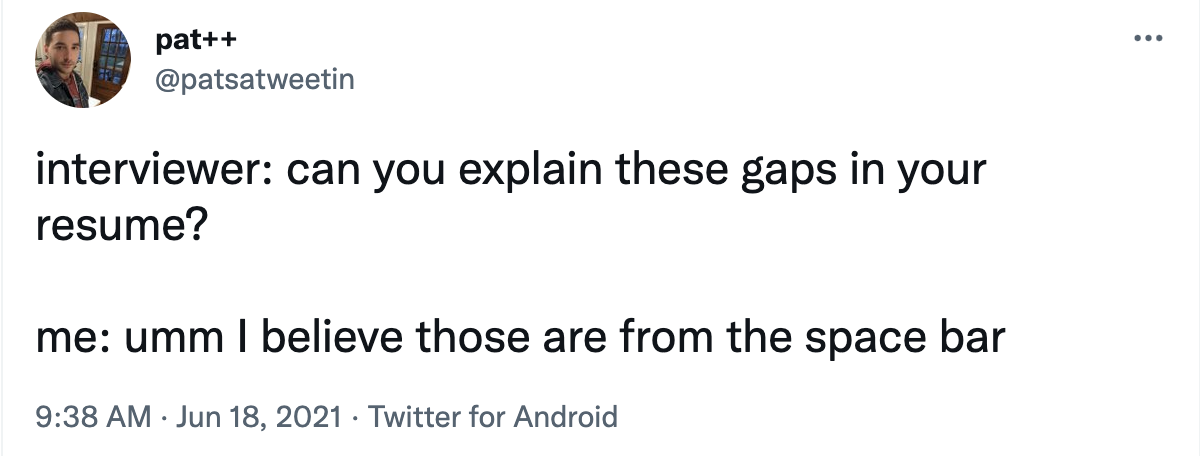 pat++
@patsatweetin
interviewer: can you explain these gaps in your
resume?
me: umm I believe those are from the space bar
9:38 AM · Jun 18, 2021 · Twitter for Android